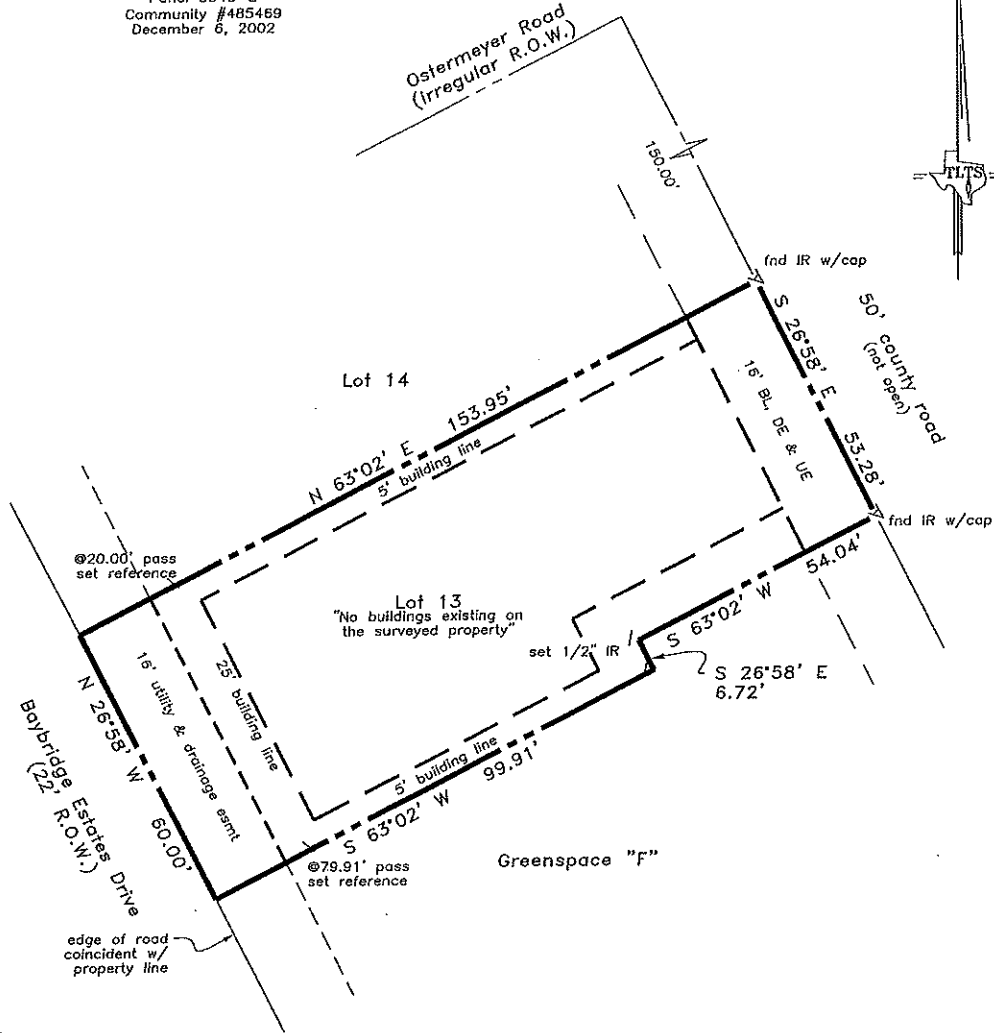 Community #485469
December 6, 2002
Ostermeyer Road
(irregular R.O.W.)
TLTS
150.00'
fnd IR w/cap
S 26°58' E
53.28'
50' county road
(not open)
Lot 14
N 63°02' E
153.95'
5' building line
16' BL, DE & UE
fnd IR w/cap
@20.00' pass
set reference
Lot 13
"No buildings existing on
the surveyed property"
set 1/2" IR
S 63°02' W
54.04'
S 26°58' E
6.72'
N 26°58' W
60.00'
16' utility & drainage esmt
25' building line
5' building line
S 63°02' W
99.91'
Baybridge Estates Drive
(22' R.O.W.)
@79.91' pass
set reference
Greenspace "F"
edge of road
coincident w/
property line